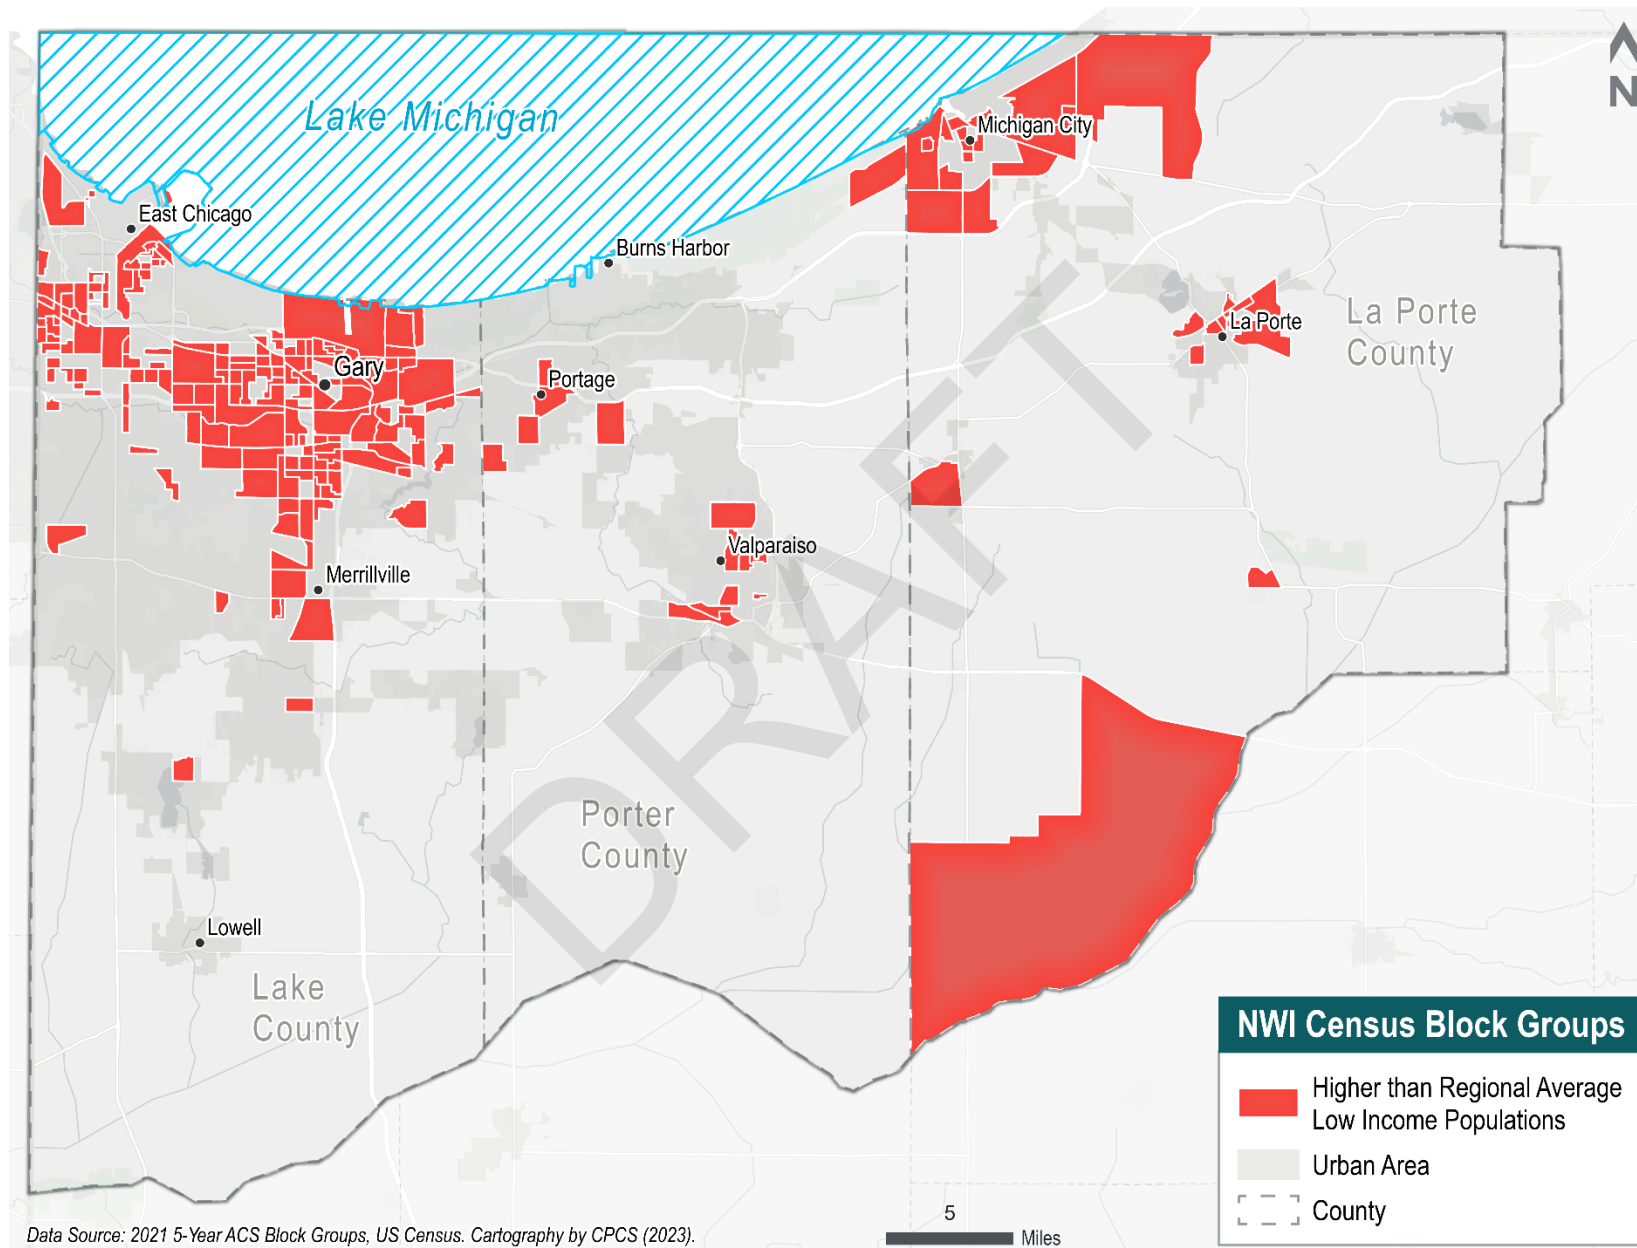 N
Lake Michigan
Michigan City
East Chicago
Burns Harbor
La Porte
County
La Porte
Gary
Portage
Valparaiso
Merrillville
DRAFT
Porter
County
Lowell
Lake
County
NWI Census Block Groups
Higher than Regional Average
Low Income Populations
Urban Area
County
5
Miles
Data Source: 2021 5-Year ACS Block Groups, US Census. Cartography by CPCS (2023).